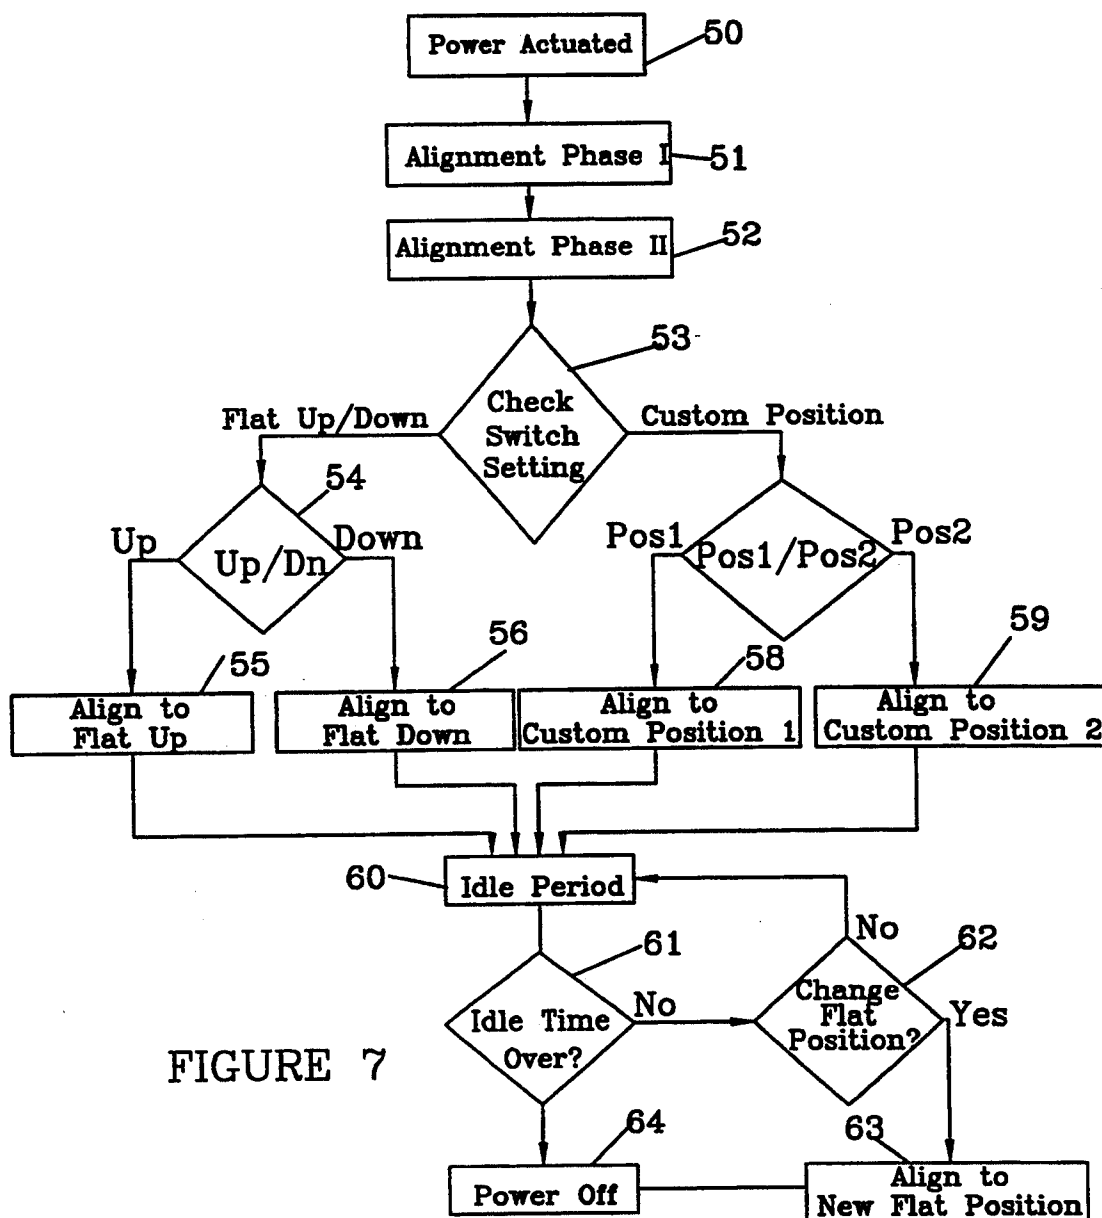 Power Actuated
50
Alignment Phase I
51
Alignment Phase II
52
53
Check
Switch
Setting
Flat Up/Down
Custom Position
54
Up
Up/Dn
Down
Pos1
Pos1/Pos2
Pos2
55
56
58
59
Align to
Flat Up
Align to
Flat Down
Align to
Custom Position 1
Align to
Custom Position 2
60
Idle Period
61
No
62
Idle Time
Over?
No
Change
Flat
Position?
Yes
FIGURE 7
64
63
Power Off
Align to
New Flat Position